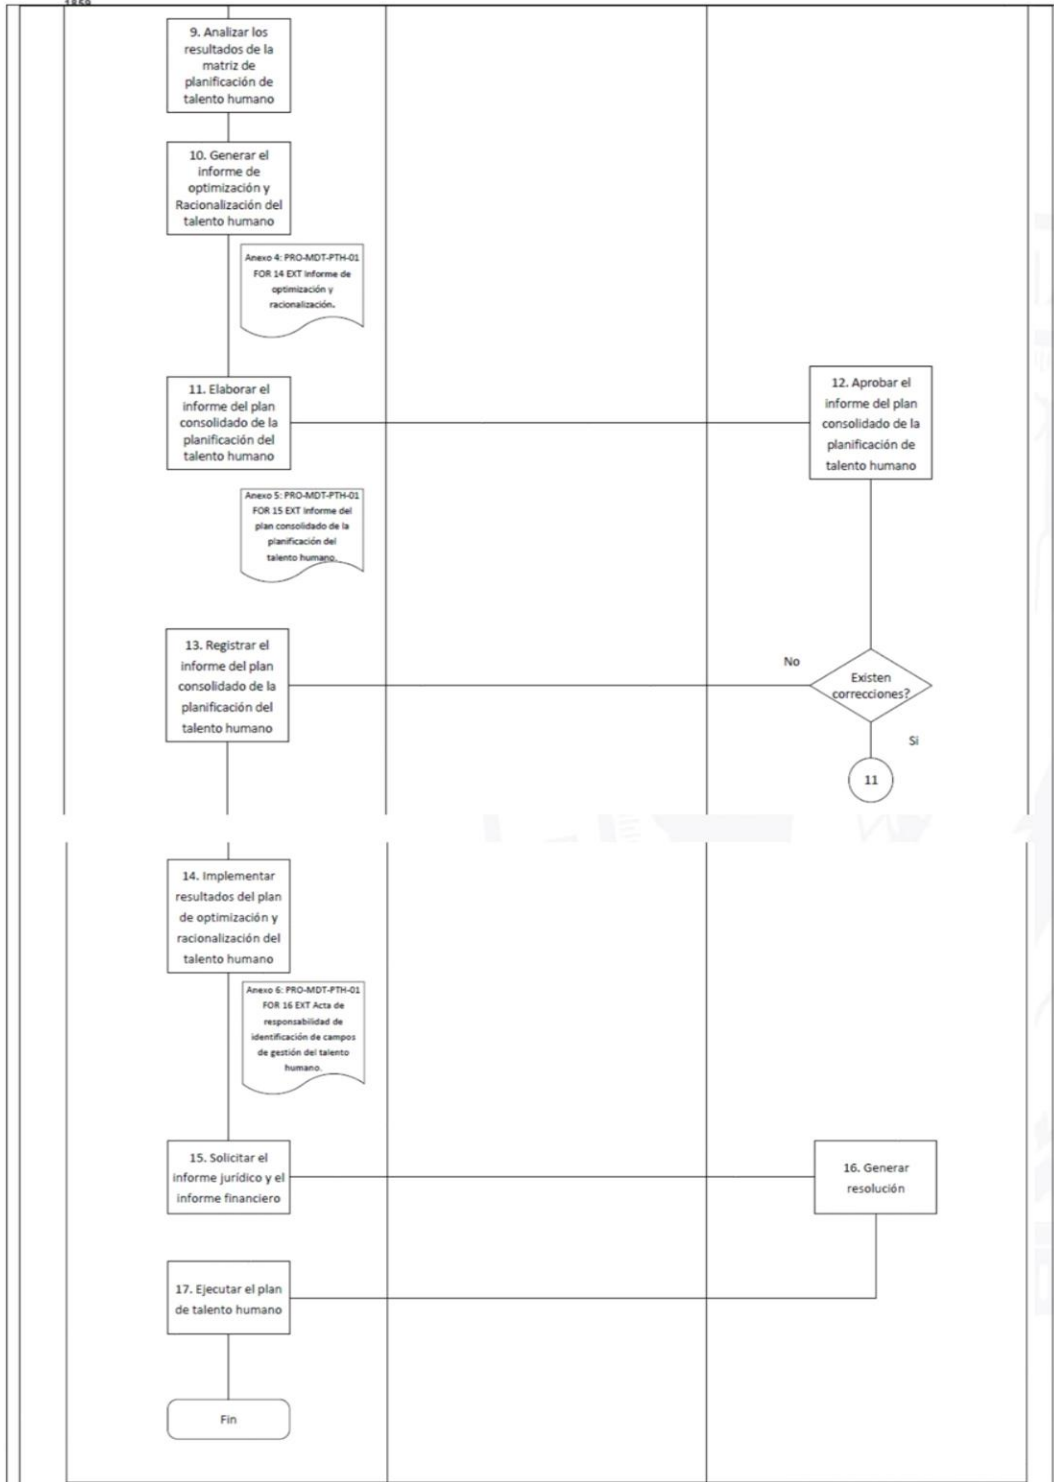 9. Analizar los
resultados de la
matriz de
planificación de
talento humano
10. Generar el
informe de
optimización y
Racionalización del
talento humano
Anexo 4: PRO-MDT-PTH-01
FOR 14 EXT Informe de
optimización y
racionalización.
11. Elaborar el
informe del plan
consolidado de la
planificación del
talento humano
12. Aprobar el
informe del plan
consolidado de la
planificación de
talento humano
Anexo 5: PRO-MDT-PTH-01
FOR 15 EXT Informe del
plan consolidado de la
planificación del
talento humano.
13. Registrar el
informe del plan
consolidado de la
planificación del
talento humano
No
Existen
correcciones?
Si
11
14. Implementar
resultados del plan
de optimización y
racionalización del
talento humano
Anexo 6: PRO-MDT-PTH-01
FOR 16 EXT Acta de
responsabilidad de
identificación de campos
de gestión del talento
humano.
15. Solicitar el
informe jurídico y el
informe financiero
16. Generar
resolución
17. Ejecutar el plan
de talento humano
Fin